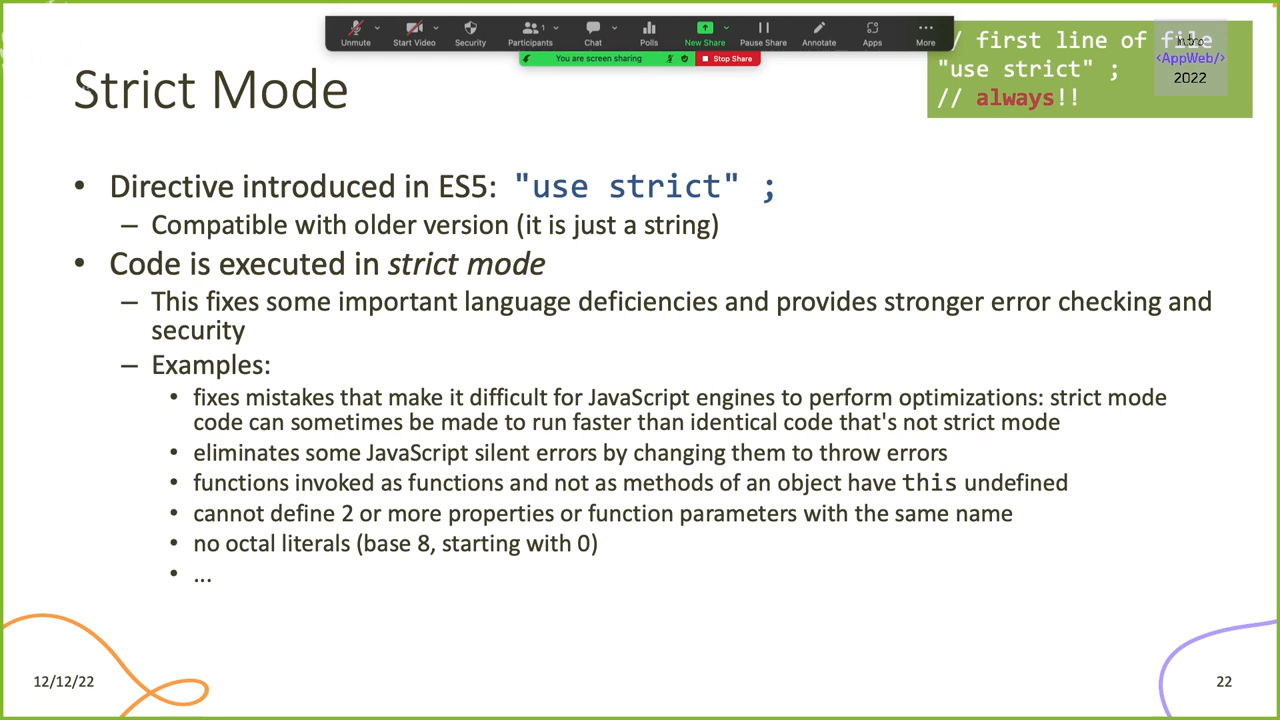 Unmute
Start Video
Security
Participants
1
Chat
Polls
New Share
Pause Share
Annotate
Apps
More
You are screen sharing
Stop Share
/ first line of file
"use strict" ;
// always!!
Intro
<AppWeb/>
2022
Strict Mode
• Directive introduced in ES5: "use strict" ;
– Compatible with older version (it is just a string)
• Code is executed in strict mode
– This fixes some important language deficiencies and provides stronger error checking and
security
– Examples:
• fixes mistakes that make it difficult for JavaScript engines to perform optimizations: strict mode
code can sometimes be made to run faster than identical code that's not strict mode
• eliminates some JavaScript silent errors by changing them to throw errors
• functions invoked as functions and not as methods of an object have this undefined
• cannot define 2 or more properties or function parameters with the same name
• no octal literals (base 8, starting with 0)
• ...
12/12/22
22